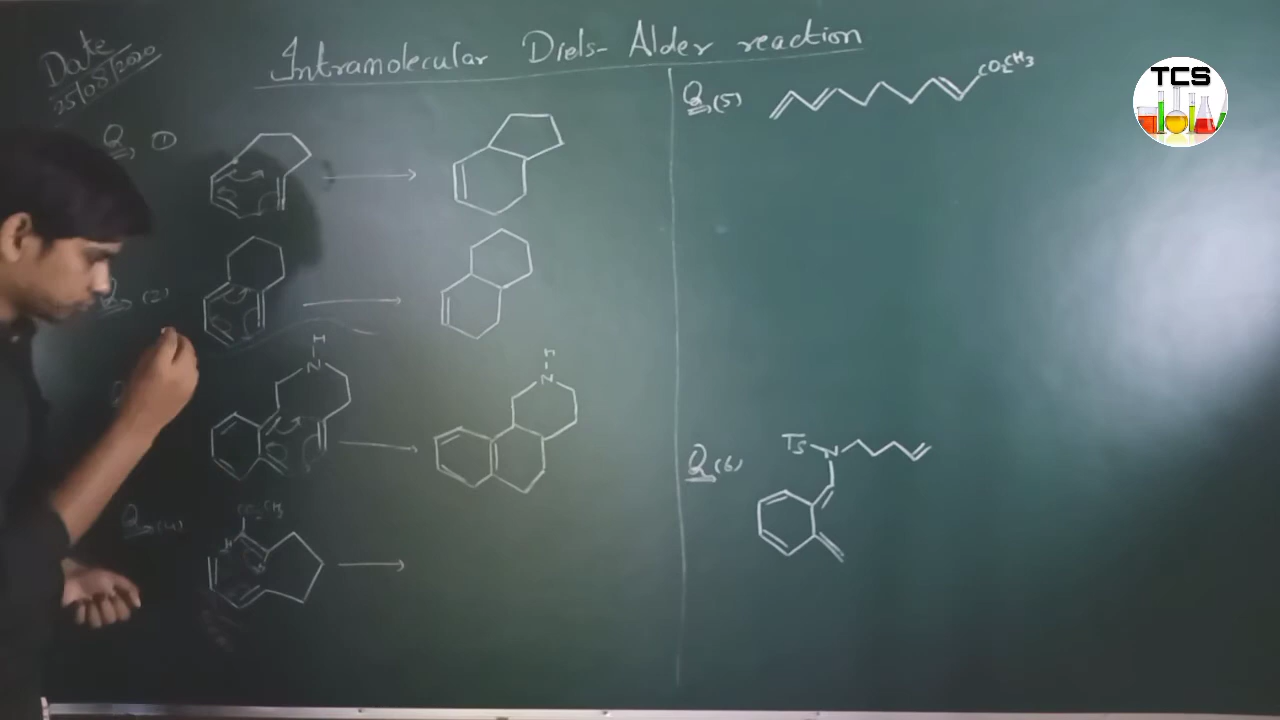 Date
25/08/2020
Intramolecular Diels-Alder reaction
Q ①
Q (2)
H
N
H
N
Q (4)
CO2CH3
H
Q (5)
CO2CH3
Q (6)
Ts N
TCS